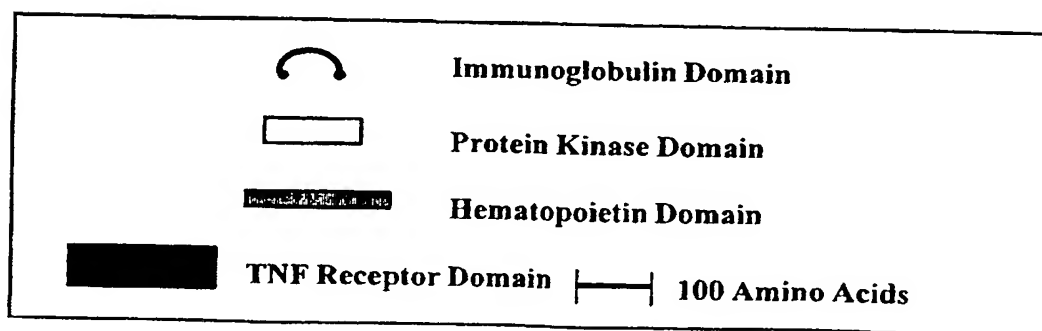 Immunoglobulin Domain
Protein Kinase Domain
Hematopoietin Domain
TNF Receptor Domain 100 Amino Acids